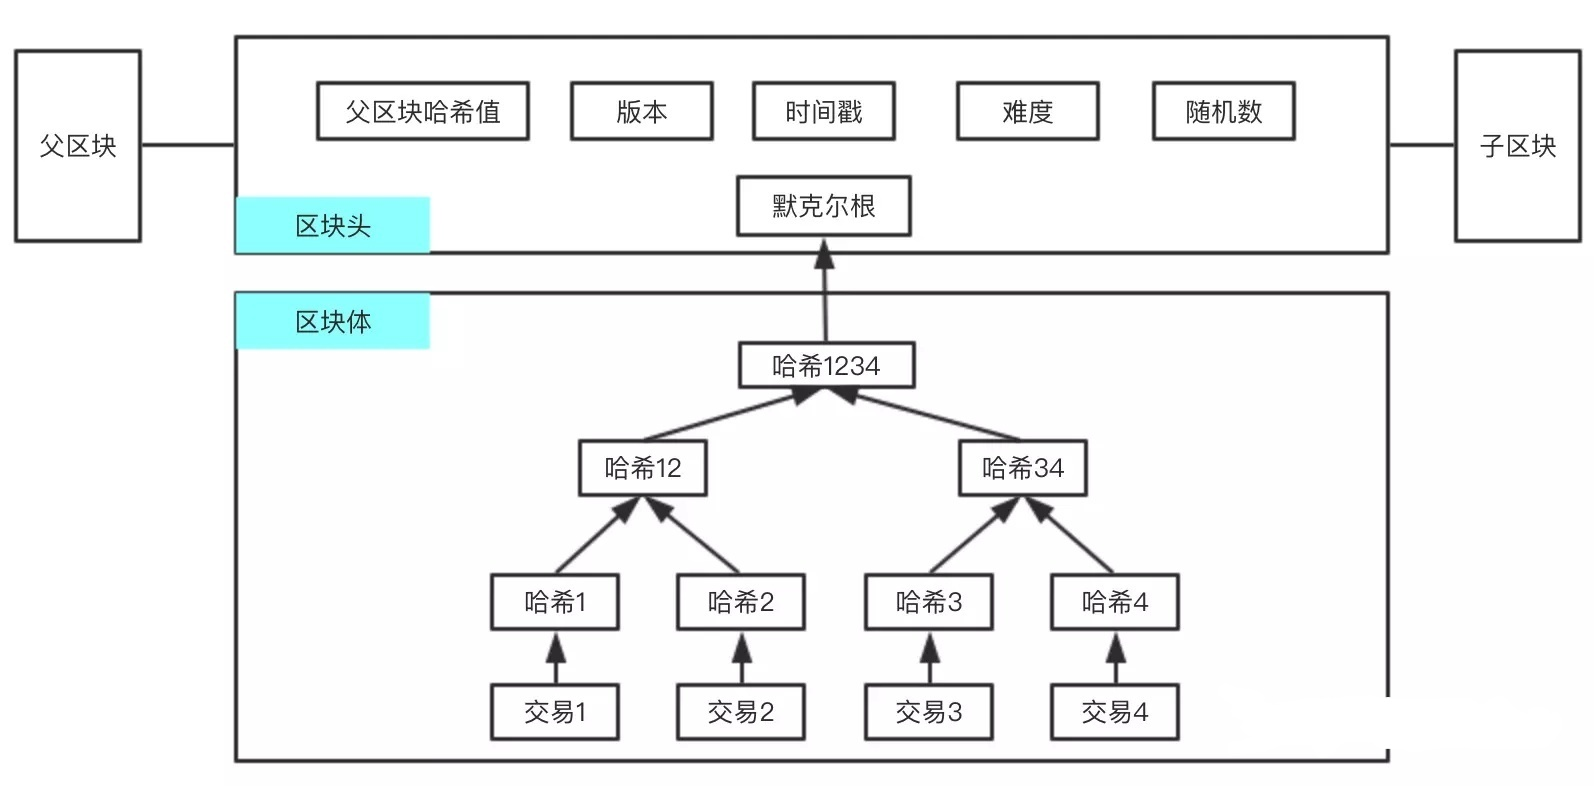 父区块
父区块哈希值
版本
时间戳
难度
随机数
子区块
默克尔根
区块头
区块体
哈希1234
哈希12
哈希34
哈希1
哈希2
哈希3
哈希4
交易1
交易2
交易3
交易4